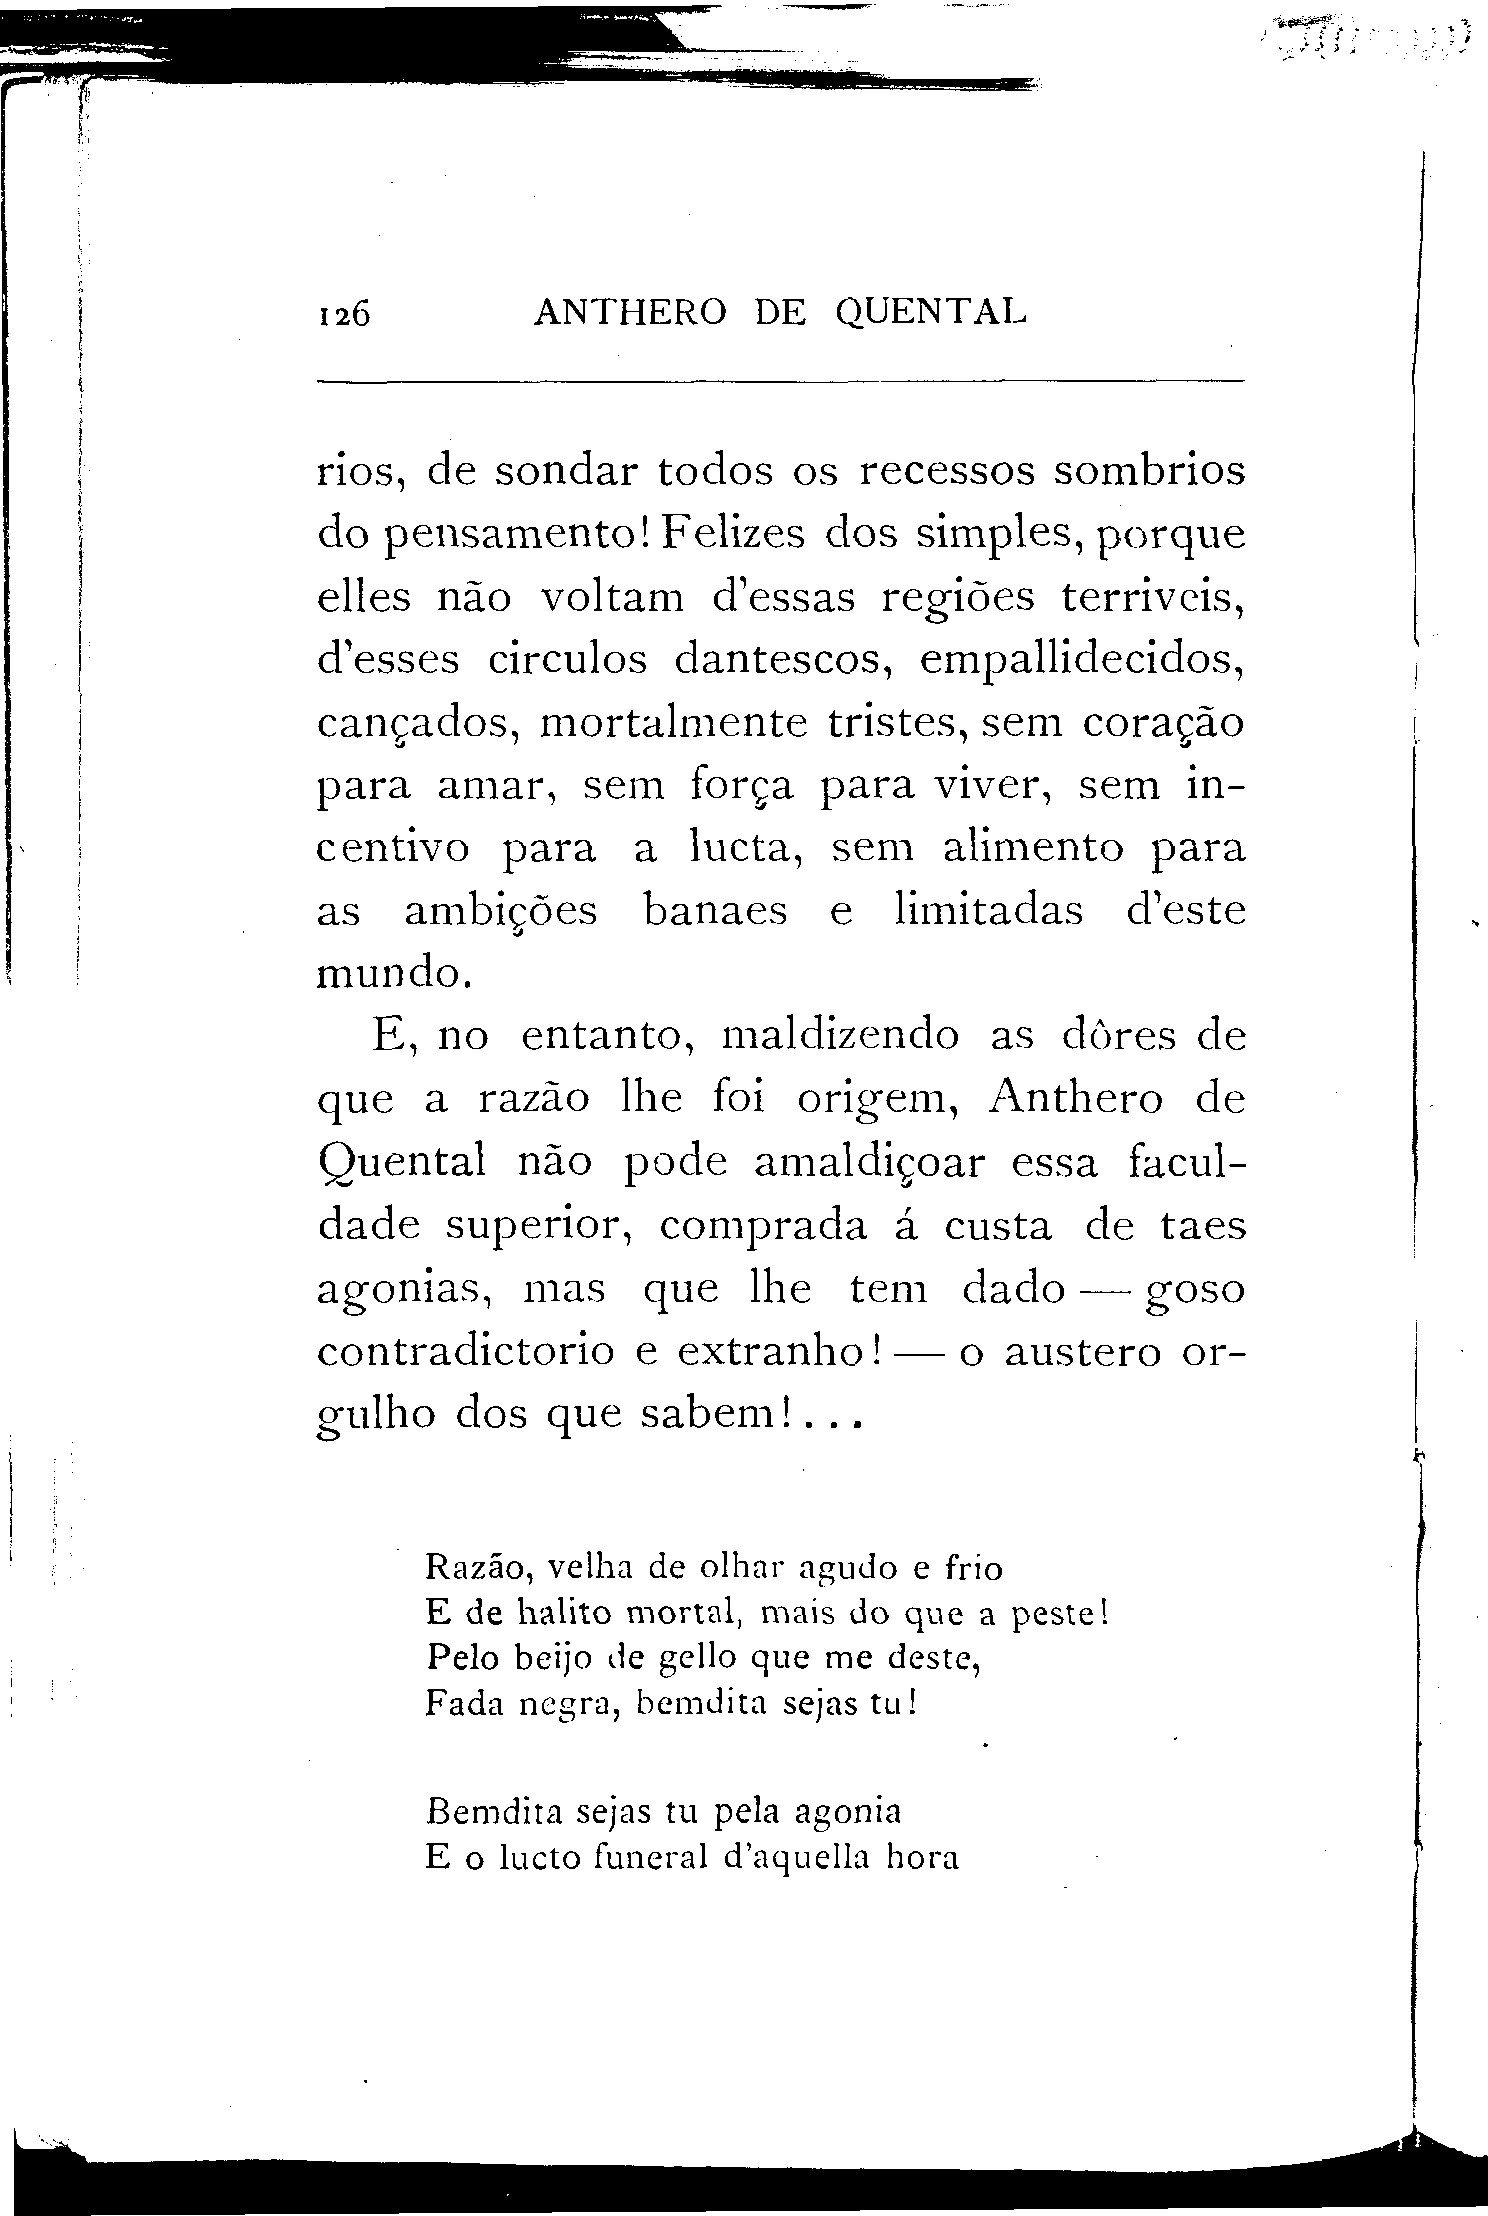 126 ANTHERO DE QUENTAL
rios, de sondar todos os recessos sombrios
do pensamento! Felizes dos simples, porque
elles não voltam d'essas regiões terriveis,
d'esses circulos dantescos, empallidecidos,
cançados, mortalmente tristes, sem coração
para amar, sem força para viver, sem in-
centivo para a lucta, sem alimento para
as ambições banaes e limitadas d'este
mundo.
E, no entanto, maldizendo as dôres de
que a razão lhe foi origem, Anthero de
Quental não pode amaldiçoar essa facul-
dade superior, comprada á custa de taes
agonias, mas que lhe tem dado — goso
contradictorio e extranho! — o austero or-
gulho dos que sabem!...
Razão, velha de olhar agudo e frio
E de halito mortal, mais do que a peste!
Pelo beijo de gello que me deste,
Fada negra, bemdita sejas tu!
Bemdita sejas tu pela agonia
E o lucto funeral d'aquella hora